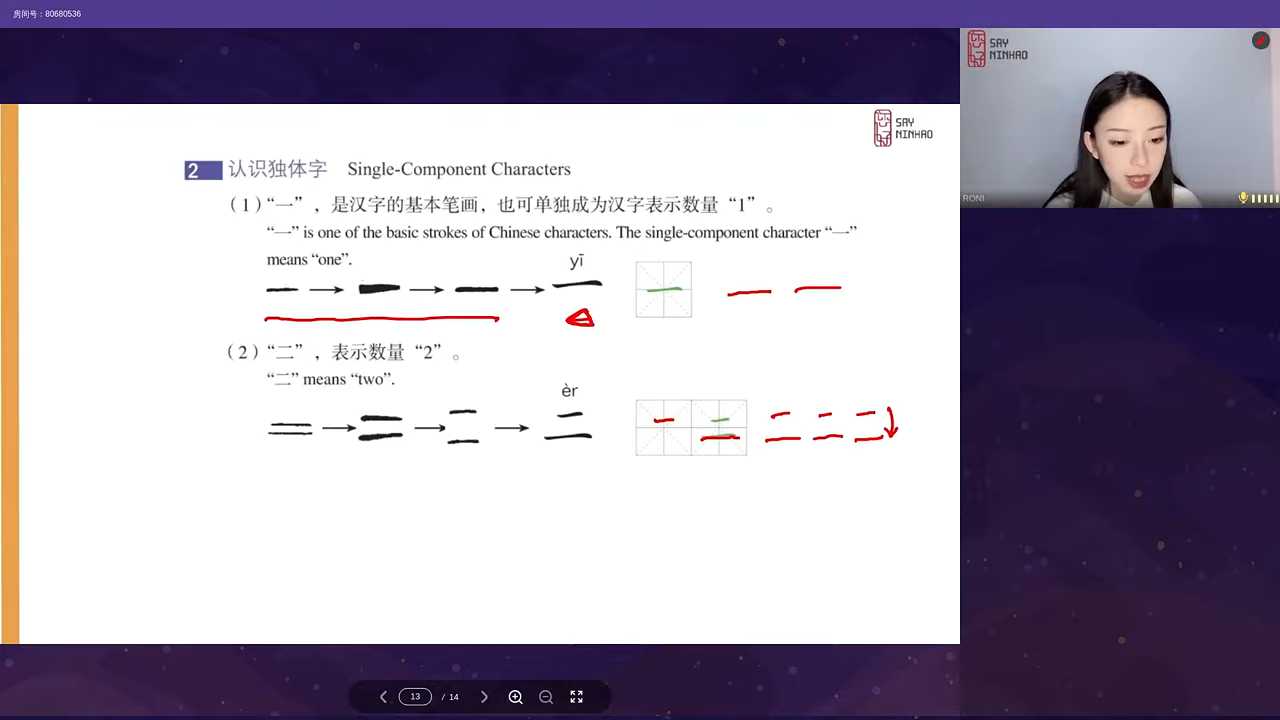 房间号：80680536
SAY
NINHAO
RONI
SAY
NINHAO
2 认识独体字 Single-Component Characters
（1）“一”，是汉字的基本笔画，也可单独成为汉字表示数量“1”。
“一” is one of the basic strokes of Chinese characters. The single-component character “一”
means “one”.
yī
一
一
（2）“二”，表示数量“2”。
“二” means “two”.
èr
二
二
13 / 14